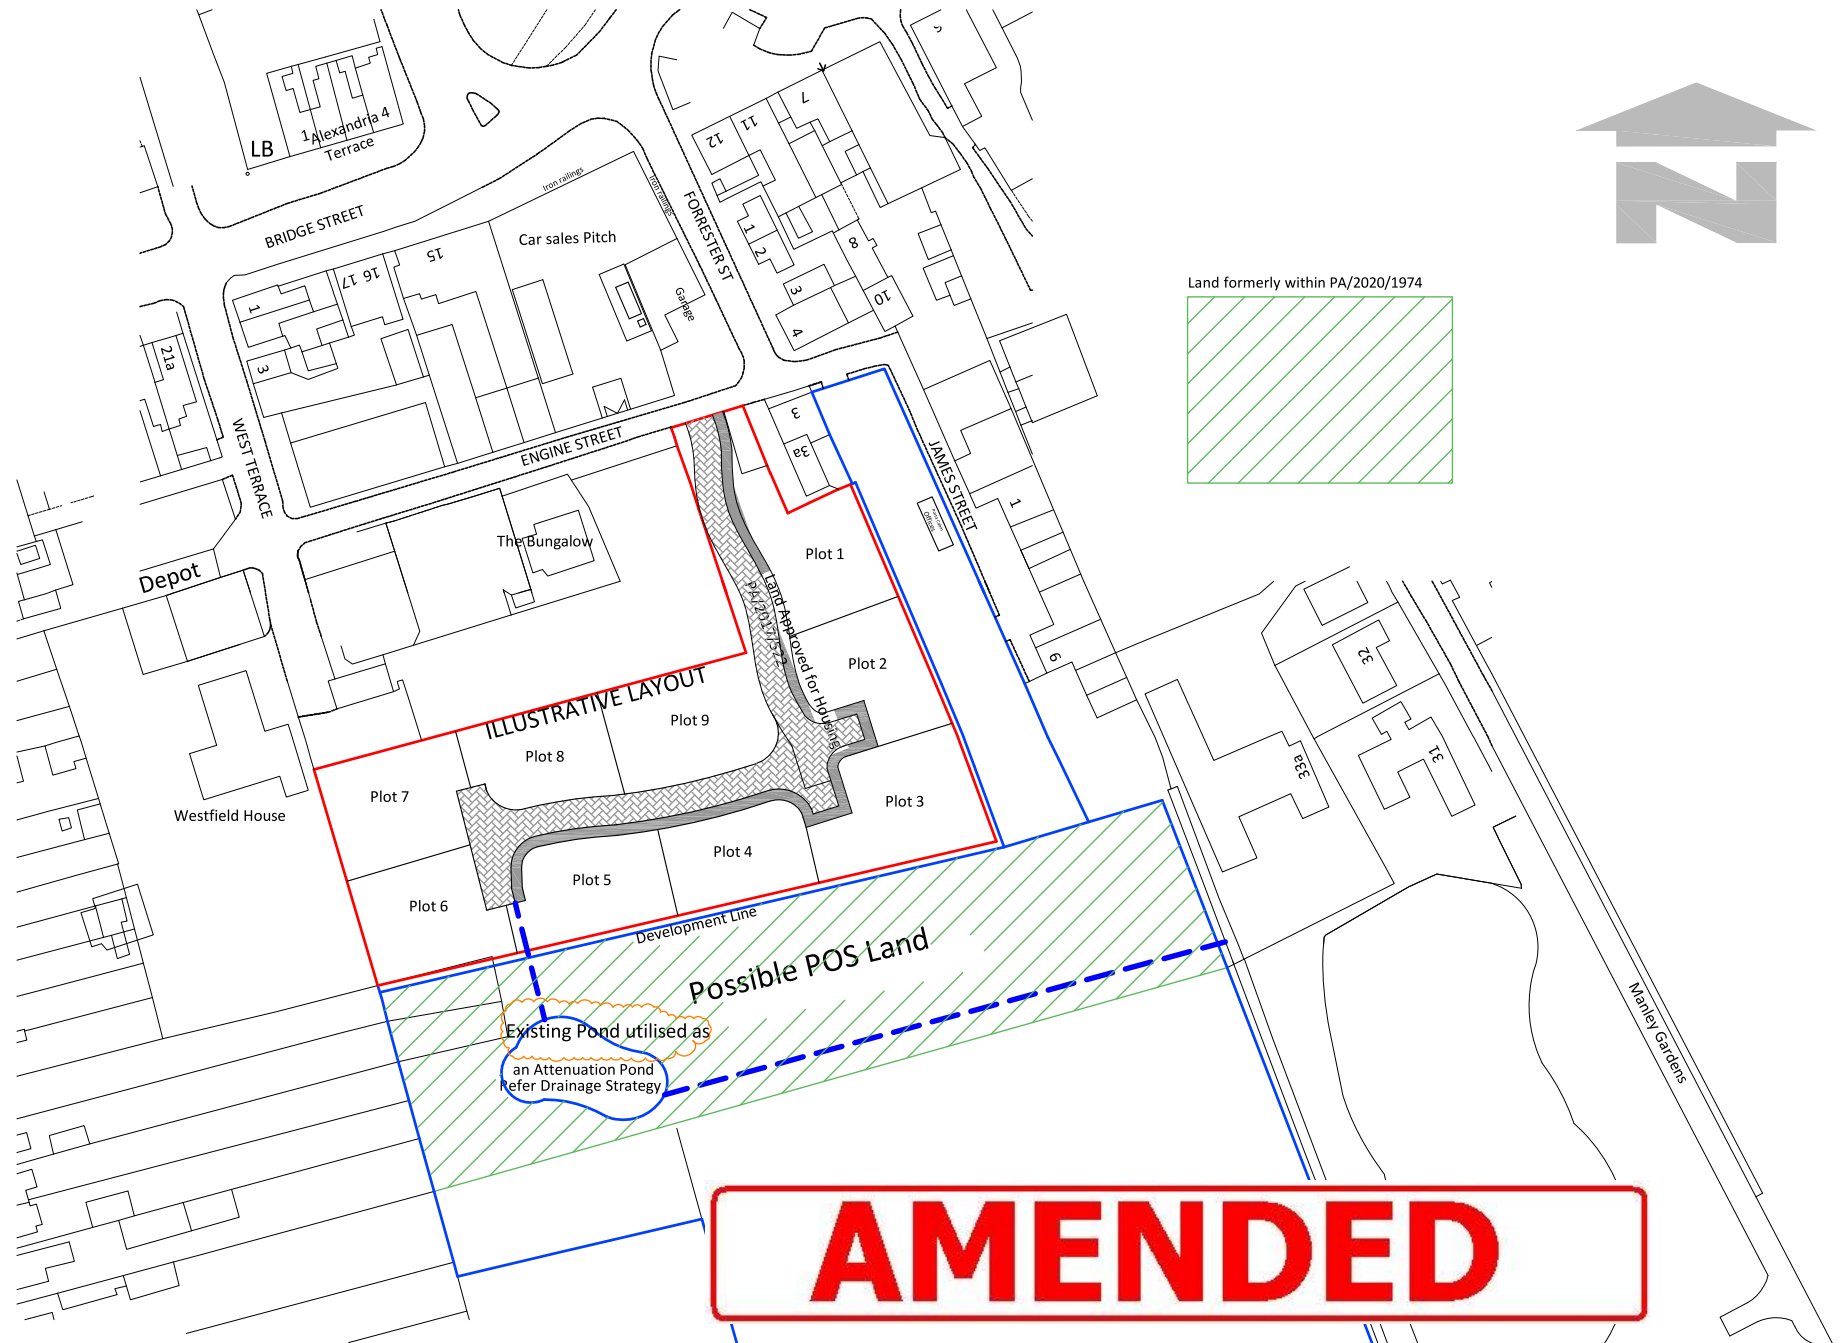 LB
1
Alexandria 4
Terrace
BRIDGE STREET
Iron railings
Iron railings
FORRESTER ST
Car sales Pitch
Garage
12
11
7
1
2
3
4
8
10
15
16
17
1
3
21a
WEST TERRACE
ENGINE STREET
3
3a
JAMES STREET
Offices
1
9
Land formerly within PA/2020/1974
The Bungalow
Depot
Plot 1
Land Approved for Housing
PA/2017/522
Plot 2
ILLUSTRATIVE LAYOUT
Plot 9
Plot 8
Plot 7
Plot 3
Westfield House
Plot 4
Plot 5
Plot 6
Development Line
Possible POS Land
Existing Pond utilised as
an Attenuation Pond
Refer Drainage Strategy
32
31
33a
Manley Gardens
N
AMENDED